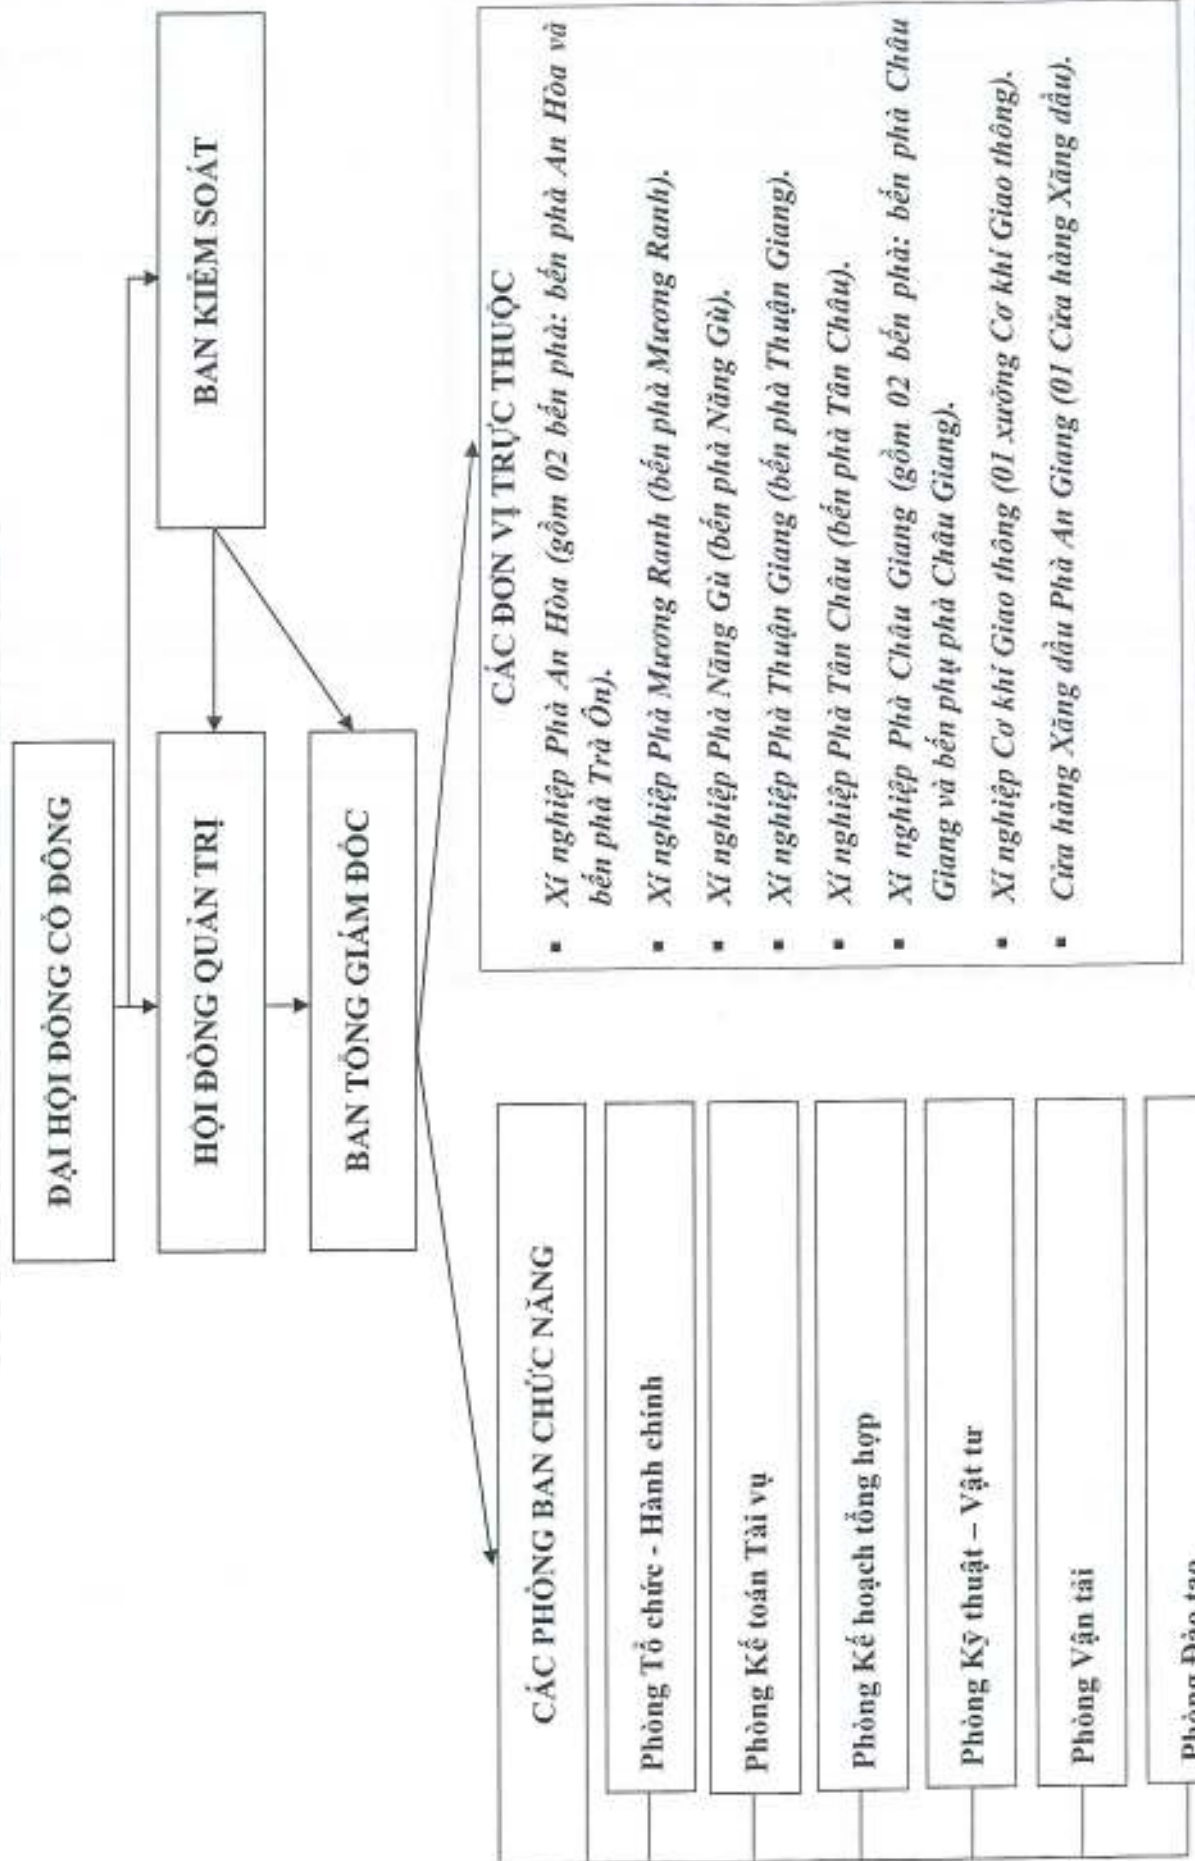 ĐẠI HỘI ĐỒNG CỔ ĐÔNG
BAN KIỂM SOÁT
HỘI ĐỒNG QUẢN TRỊ
BAN TỔNG GIÁM ĐỐC
CÁC PHÒNG BAN CHỨC NĂNG
Phòng Tổ chức - Hành chính
Phòng Kế toán Tài vụ
Phòng Kế hoạch tổng hợp
Phòng Kỹ thuật – Vật tư
Phòng Vận tải
Phòng Đào tạo
CÁC ĐƠN VỊ TRỰC THUỘC
▪ Xí nghiệp Phà An Hòa (gồm 02 bến phà: bến phà An Hòa và
bến phà Trà Ôn).
▪ Xí nghiệp Phà Mương Ranh (bến phà Mương Ranh).
▪ Xí nghiệp Phà Năng Gù (bến phà Năng Gù).
▪ Xí nghiệp Phà Thuận Giang (bến phà Thuận Giang).
▪ Xí nghiệp Phà Tân Châu (bến phà Tân Châu).
▪ Xí nghiệp Phà Châu Giang (gồm 02 bến phà: bến phà Châu
Giang và bến phụ phà Châu Giang).
▪ Xí nghiệp Cơ khí Giao thông (01 xưởng Cơ khí Giao thông).
▪ Cửa hàng Xăng dầu Phà An Giang (01 Cửa hàng Xăng dầu).